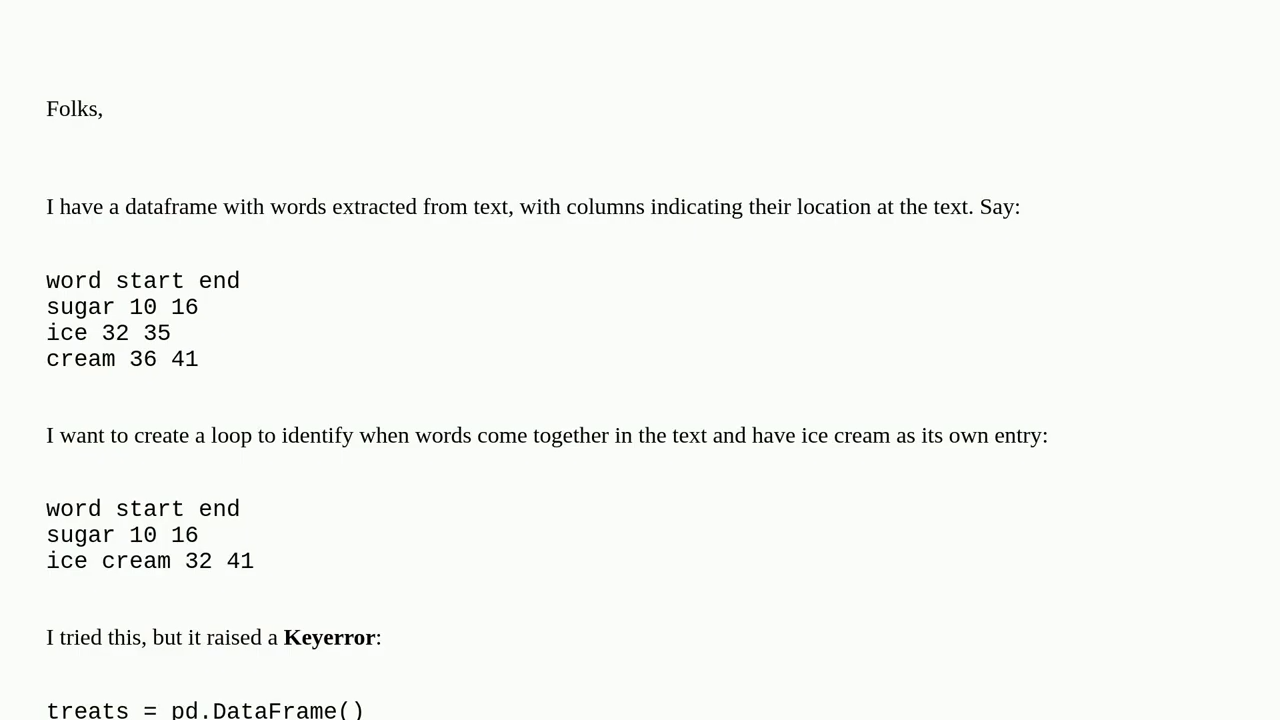 Folks,
I have a dataframe with words extracted from text, with columns indicating their location at the text. Say:
word start end
sugar 10 16
ice 32 35
cream 36 41
I want to create a loop to identify when words come together in the text and have ice cream as its own entry:
word start end
sugar 10 16
ice cream 32 41
I tried this, but it raised a Keyerror:
treats = pd.DataFrame()